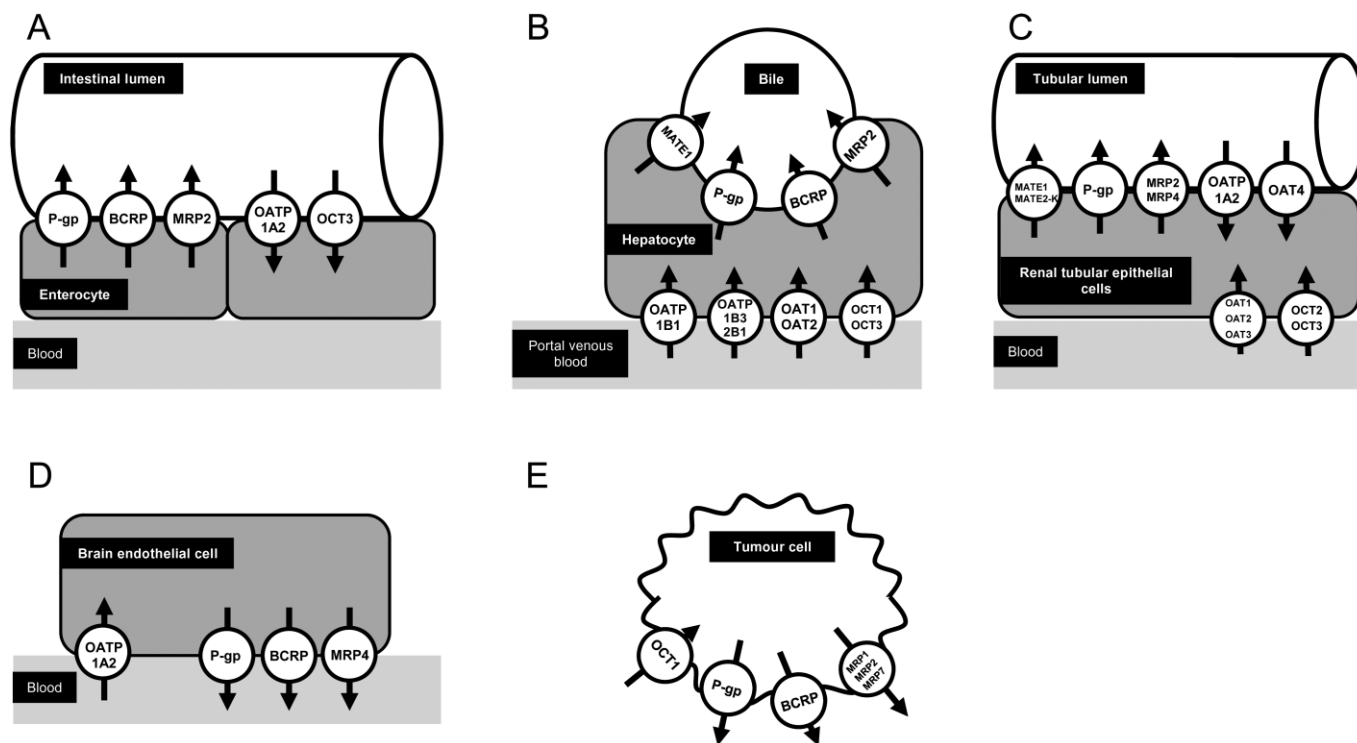 A
Intestinal lumen
P-gp
BCRP
MRP2
OATP
1A2
OCT3
Enterocyte
Blood
B
Bile
MATE1
P-gp
BCRP
MRP2
Hepatocyte
OATP
1B1
OATP
1B3
2B1
OAT1
OAT2
OCT1
OCT3
Portal venous
blood
C
Tubular lumen
MATE1
MATE2-K
P-gp
MRP2
MRP4
OATP
1A2
OAT4
Renal tubular epithelial
cells
OAT1
OAT2
OAT3
OCT2
OCT3
Blood
D
Brain endothelial cell
OATP
1A2
P-gp
BCRP
MRP4
Blood
E
Tumour cell
OCT1
P-gp
BCRP
MRP1
MRP2
MRP7